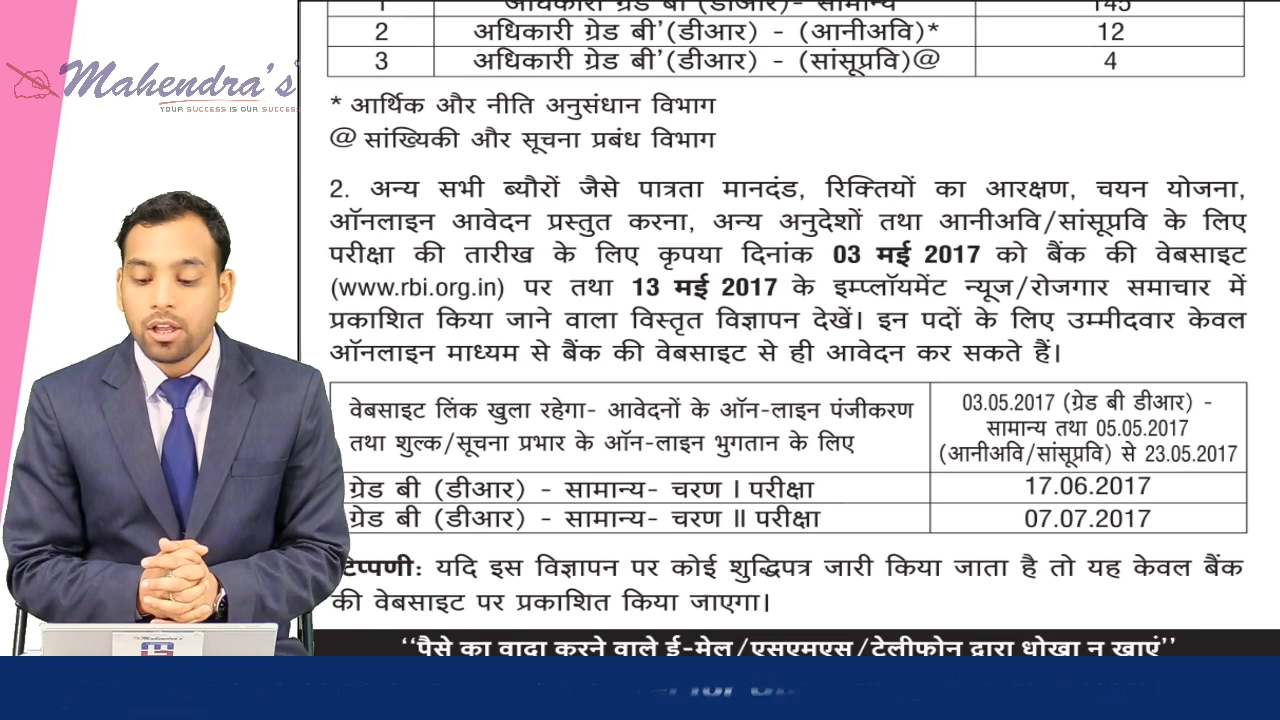 1 अधिकारी ग्रेड बी'(डीआर)- सामान्य 145
2 अधिकारी ग्रेड बी'(डीआर) - (आनीअवि)* 12
3 अधिकारी ग्रेड बी'(डीआर) - (सांसूप्रवि)@ 4
Mahendra's
YOUR SUCCESS IS OUR SUCCESS
* आर्थिक और नीति अनुसंधान विभाग
@ सांख्यिकी और सूचना प्रबंध विभाग
2. अन्य सभी ब्यौरों जैसे पात्रता मानदंड, रिक्तियों का आरक्षण, चयन योजना,
ऑनलाइन आवेदन प्रस्तुत करना, अन्य अनुदेशों तथा आनीअवि/सांसूप्रवि के लिए
परीक्षा की तारीख के लिए कृपया दिनांक 03 मई 2017 को बैंक की वेबसाइट
(www.rbi.org.in) पर तथा 13 मई 2017 के इम्प्लॉयमेंट न्यूज/रोजगार समाचार में
प्रकाशित किया जाने वाला विस्तृत विज्ञापन देखें। इन पदों के लिए उम्मीदवार केवल
ऑनलाइन माध्यम से बैंक की वेबसाइट से ही आवेदन कर सकते हैं।
वेबसाइट लिंक खुला रहेगा- आवेदनों के ऑन-लाइन पंजीकरण
तथा शुल्क/सूचना प्रभार के ऑन-लाइन भुगतान के लिए
03.05.2017 (ग्रेड बी डीआर) -
सामान्य तथा 05.05.2017
(आनीअवि/सांसूप्रवि) से 23.05.2017
ग्रेड बी (डीआर) - सामान्य- चरण I परीक्षा 17.06.2017
ग्रेड बी (डीआर) - सामान्य- चरण II परीक्षा 07.07.2017
टिप्पणी: यदि इस विज्ञापन पर कोई शुद्धिपत्र जारी किया जाता है तो यह केवल बैंक
की वेबसाइट पर प्रकाशित किया जाएगा।
‘‘पैसे का वादा करने वाले ई-मेल/एसएमएस/टेलीफोन द्वारा धोखा न खाएं’’